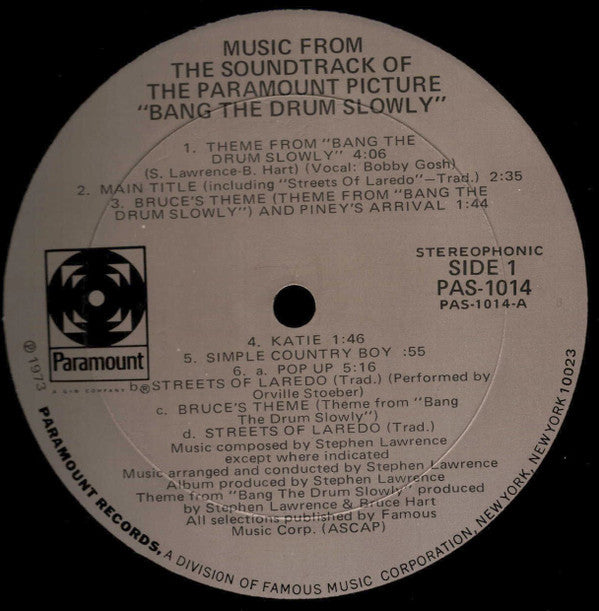 MUSIC FROM
THE SOUNDTRACK OF
THE PARAMOUNT PICTURE
"BANG THE DRUM SLOWLY"
1. THEME FROM "BANG THE
DRUM SLOWLY" 4:06
(S. Lawrence-B. Hart) (Vocal: Bobby Gosh)
2. MAIN TITLE (including "Streets Of Laredo"-Trad.) 2:35
3. BRUCE'S THEME (THEME FROM "BANG THE
DRUM SLOWLY") AND PINEY'S ARRIVAL 1:44
STEREOPHONIC
SIDE 1
PAS-1014
PAS-1014-A
Paramount
A G+W COMPANY
®
℗ 1973
4. KATIE 1:46
5. SIMPLE COUNTRY BOY :55
6. a. POP UP 5:16
b. STREETS OF LAREDO (Trad.) (Performed by
Orville Stoeber)
c. BRUCE'S THEME (Theme from "Bang
The Drum Slowly")
d. STREETS OF LAREDO (Trad.)
Music composed by Stephen Lawrence
except where indicated
Music arranged and conducted by Stephen Lawrence
Album produced by Stephen Lawrence
Theme from "Bang The Drum Slowly" produced
by Stephen Lawrence & Bruce Hart
All selections published by Famous
Music Corp. (ASCAP)
PARAMOUNT RECORDS, A DIVISION OF FAMOUS MUSIC CORPORATION, NEW YORK, NEW YORK 10023